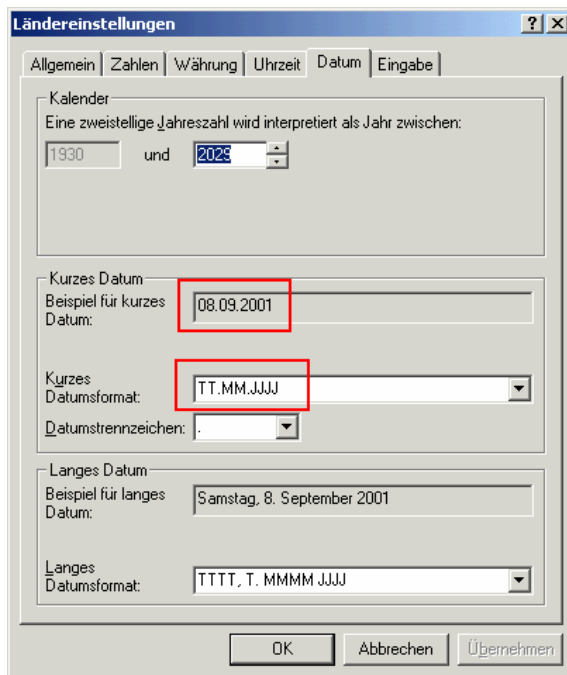 Ländereinstellungen
Allgemein Zahlen Währung Uhrzeit Datum Eingabe
Kalender
Eine zweistellige Jahreszahl wird interpretiert als Jahr zwischen:
1930 und 2029
Kurzes Datum
Beispiel für kurzes
Datum:
08.09.2001
Kurzes
Datumsformat:
TT.MM.JJJJ
Datumstrennzeichen: .
Langes Datum
Beispiel für langes
Datum:
Samstag, 8. September 2001
Langes
Datumsformat:
TTTT, T. MMMM JJJJ
OK Abbrechen Übernehmen